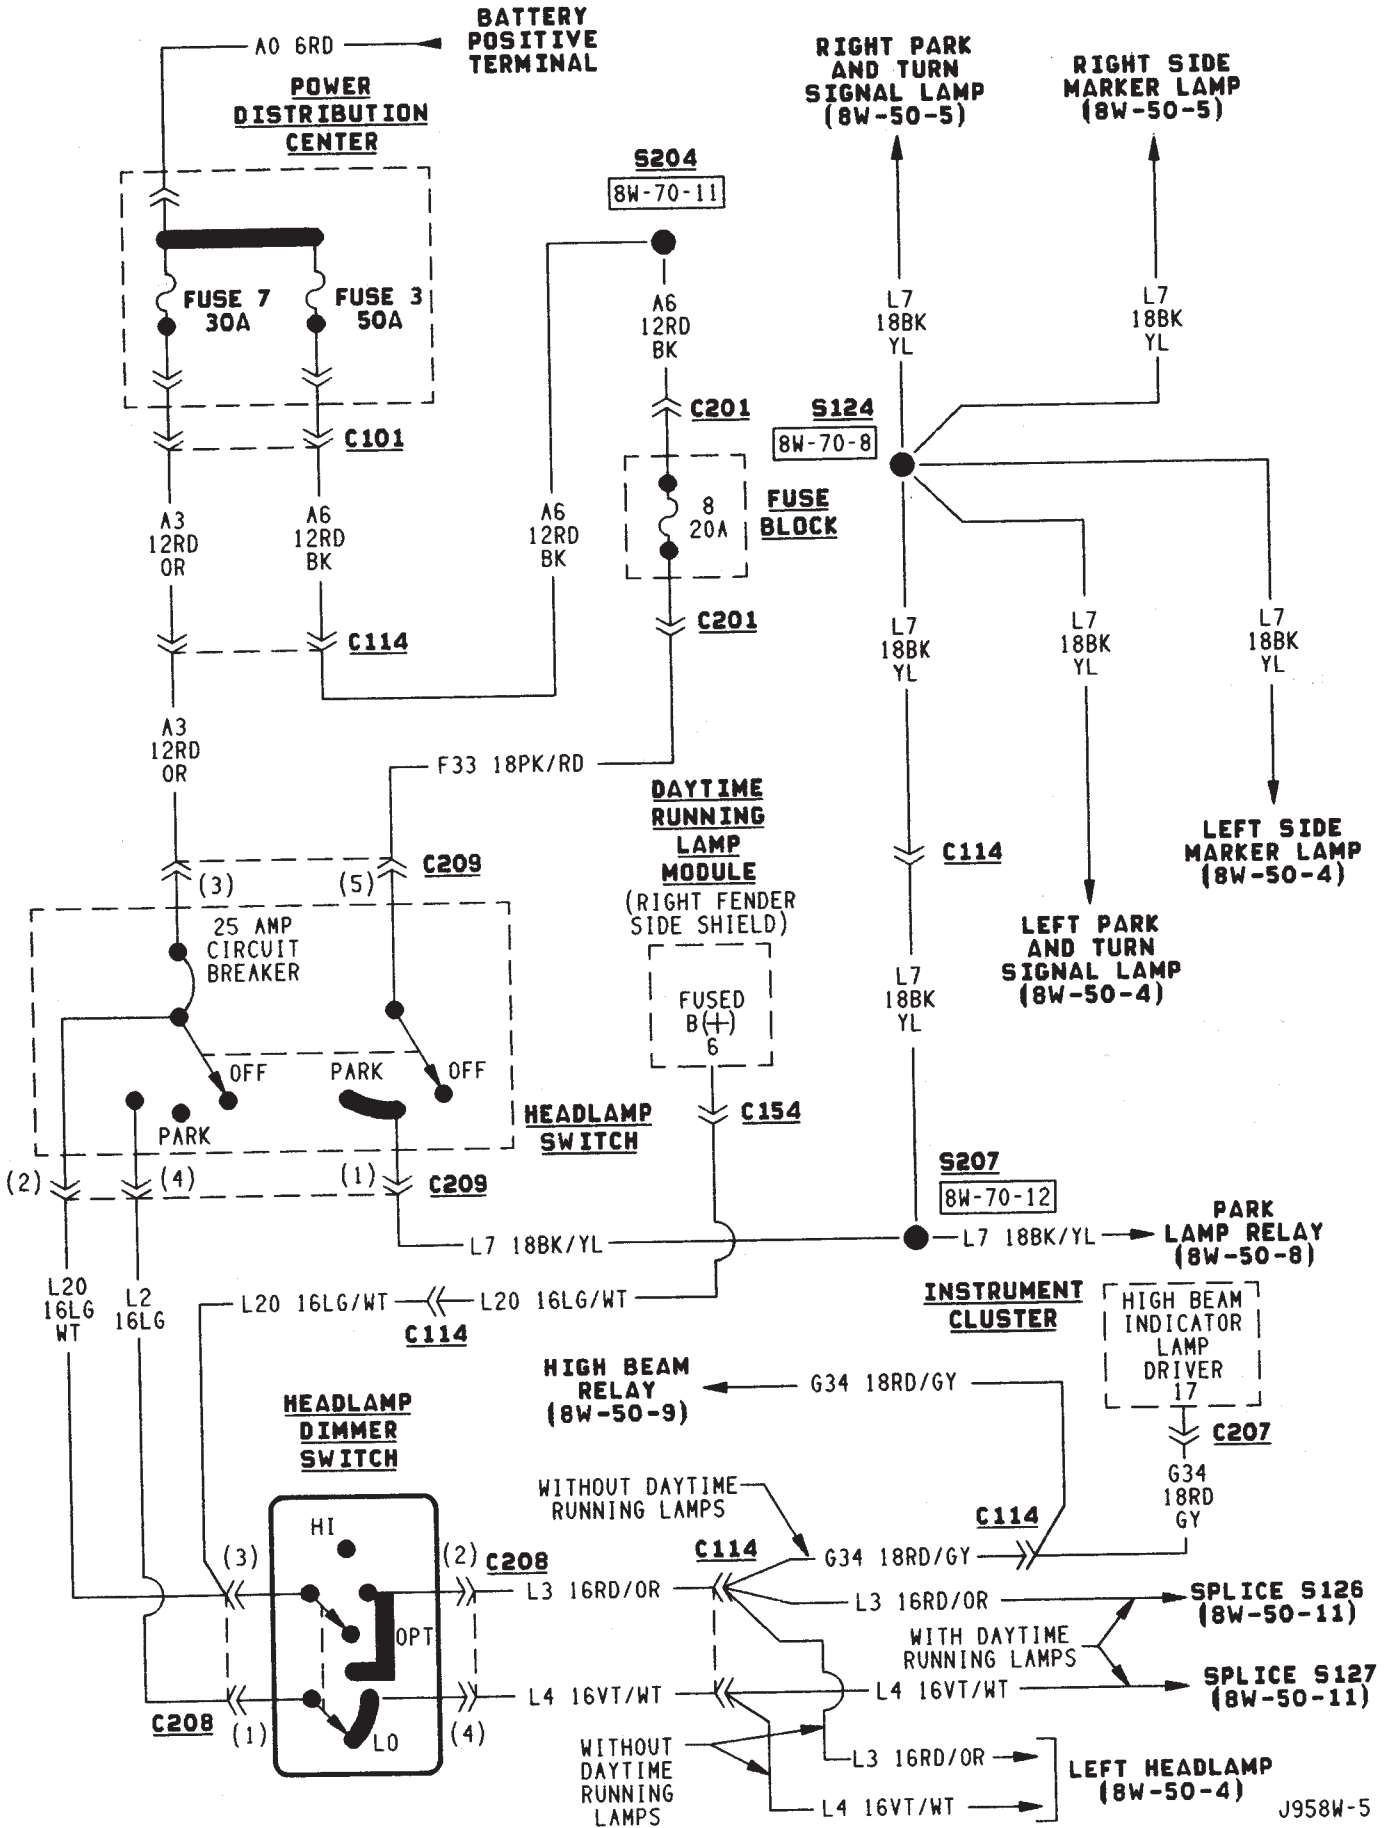 BATTERY
POSITIVE
TERMINAL
A0 6RD
POWER
DISTRIBUTION
CENTER
RIGHT PARK
AND TURN
SIGNAL LAMP
(8W-50-5)
RIGHT SIDE
MARKER LAMP
(8W-50-5)
S204
8W-70-11
FUSE 7
30A
FUSE 3
50A
A6
12RD
BK
L7
18BK
YL
L7
18BK
YL
C101
C201
S124
8W-70-8
A3
12RD
OR
A6
12RD
BK
A6
12RD
BK
8
20A
FUSE
BLOCK
C114
C201
L7
18BK
YL
L7
18BK
YL
L7
18BK
YL
A3
12RD
OR
F33 18PK/RD
DAYTIME
RUNNING
LAMP
MODULE
(RIGHT FENDER
SIDE SHIELD)
C114
LEFT SIDE
MARKER LAMP
(8W-50-4)
(3)
(5)
C209
25 AMP
CIRCUIT
BREAKER
LEFT PARK
AND TURN
SIGNAL LAMP
(8W-50-4)
FUSED
B(+)
6
L7
18BK
YL
OFF
PARK
OFF
PARK
HEADLAMP
SWITCH
C154
(2)
(4)
(1)
C209
S207
8W-70-12
L7 18BK/YL
L7 18BK/YL
PARK
LAMP RELAY
(8W-50-8)
L20
16LG
WT
L2
16LG
L20 16LG/WT
L20 16LG/WT
C114
INSTRUMENT
CLUSTER
HIGH BEAM
INDICATOR
LAMP
DRIVER
17
HIGH BEAM
RELAY
(8W-50-9)
G34 18RD/GY
C207
HEADLAMP
DIMMER
SWITCH
G34
18RD
GY
WITHOUT DAYTIME
RUNNING LAMPS
C114
HI
(3)
(2)
C208
C114
G34 18RD/GY
L3 16RD/OR
L3 16RD/OR
SPLICE S126
(8W-50-11)
OPT
WITH DAYTIME
RUNNING LAMPS
L4 16VT/WT
L4 16VT/WT
SPLICE S127
(8W-50-11)
C208
(1)
LO
(4)
WITHOUT
DAYTIME
RUNNING
LAMPS
L3 16RD/OR
L4 16VT/WT
LEFT HEADLAMP
(8W-50-4)
J958W-5